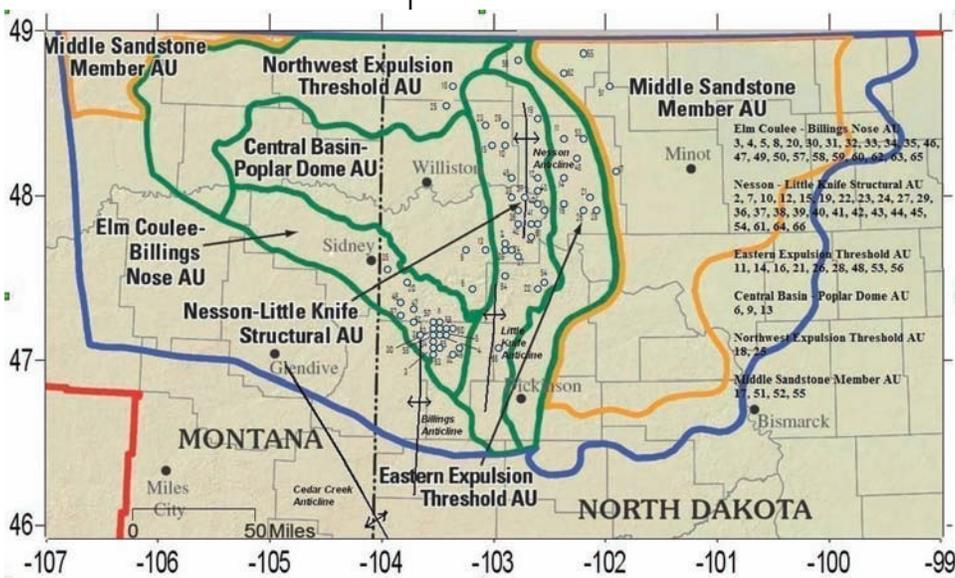 49
48
47
46
-107
-106
-105
-104
-103
-102
-101
-100
-99
Middle Sandstone
Member AU
Northwest Expulsion
Threshold AU
Central Basin-
Poplar Dome AU
Elm Coulee-
Billings
Nose AU
Nesson-Little Knife
Structural AU
Eastern Expulsion
Threshold AU
Middle Sandstone
Member AU
Williston
Sidney
Glendive
Dickinson
Minot
Bismarck
Miles
City
MONTANA
NORTH DAKOTA
Nesson
Anticline
Little
Knife
Anticline
Billings
Anticline
Cedar Creek
Anticline
0 50 Miles
Elm Coulee - Billings Nose AU
3, 4, 5, 8, 20, 30, 31, 32, 33, 34, 35, 46,
47, 49, 50, 57, 58, 59, 60, 62, 63, 65
Nesson - Little Knife Structural AU
2, 7, 10, 12, 15, 19, 22, 23, 24, 27, 29,
36, 37, 38, 39, 40, 41, 42, 43, 44, 45,
54, 61, 64, 66
Eastern Expulsion Threshold AU
11, 14, 16, 21, 26, 28, 48, 53, 56
Central Basin - Poplar Dome AU
6, 9, 13
Northwest Expulsion Threshold AU
18, 25
Middle Sandstone Member AU
17, 51, 52, 55